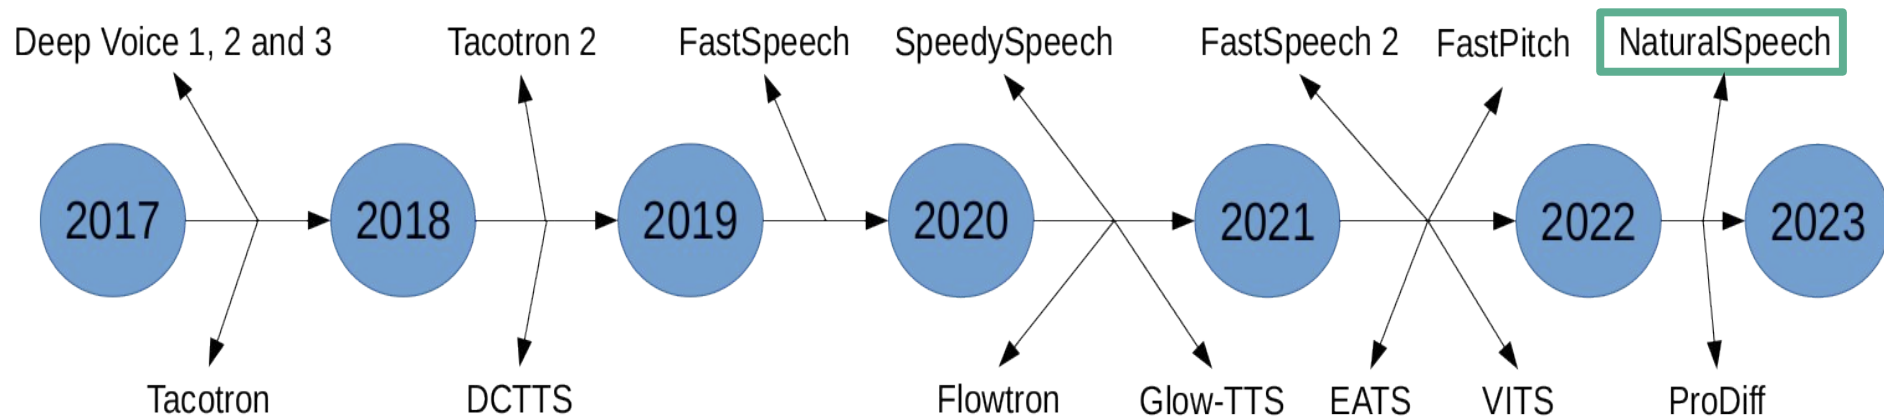 Deep Voice 1, 2 and 3 Tacotron 2 FastSpeech SpeedySpeech FastSpeech 2 FastPitch NaturalSpeech
2017 2018 2019 2020 2021 2022 2023
Tacotron DCTTS Flowtron Glow-TTS EATS VITS ProDiff